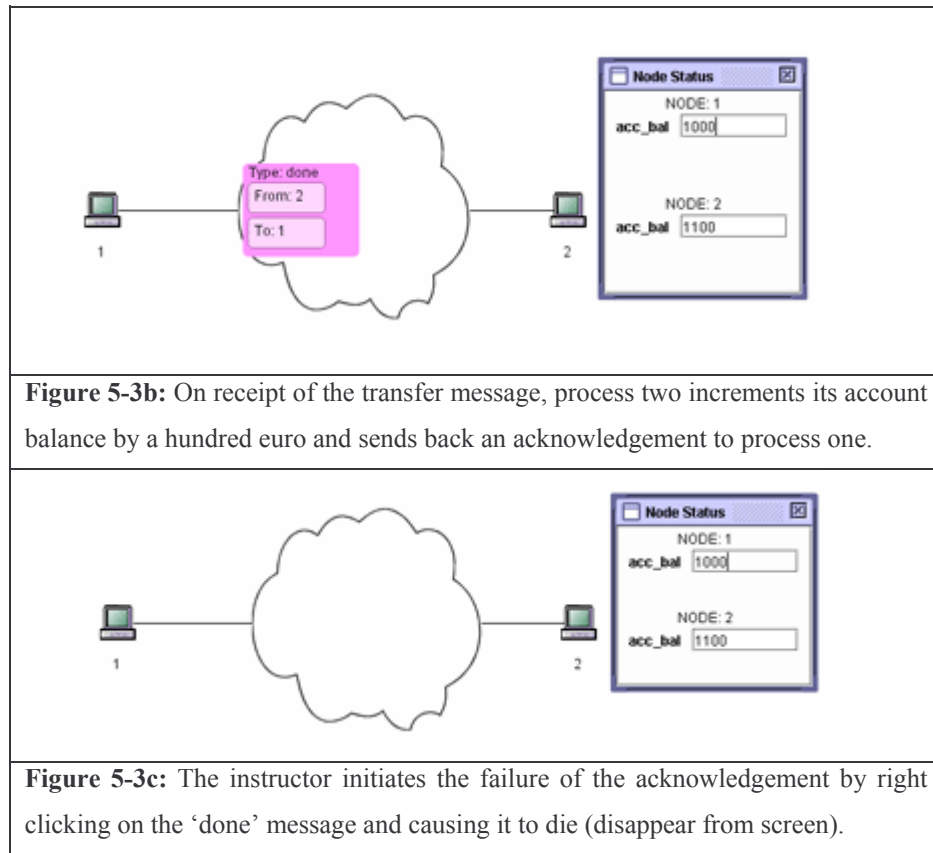 Node Status
NODE: 1
acc_bal 1000
Type: done
From: 2
To: 1
1
2
NODE: 2
acc_bal 1100
Figure 5-3b: On receipt of the transfer message, process two increments its account
balance by a hundred euro and sends back an acknowledgement to process one.
Node Status
NODE: 1
acc_bal 1000
NODE: 2
acc_bal 1100
1
2
Figure 5-3c: The instructor initiates the failure of the acknowledgement by right
clicking on the ‘done’ message and causing it to die (disappear from screen).